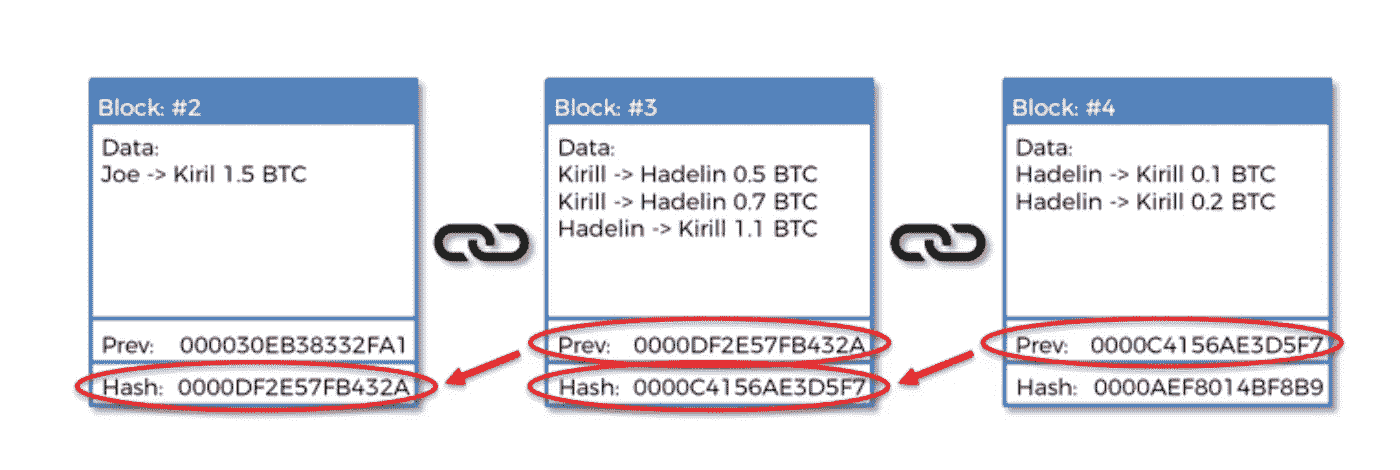 Block: #2
Data:
Joe -> Kiril 1.5 BTC
Prev: 000030EB38332FA1
Hash: 0000DF2E57FB432A
Block: #3
Data:
Kirill -> Hadelin 0.5 BTC
Kirill -> Hadelin 0.7 BTC
Hadelin -> Kirill 1.1 BTC
Prev: 0000DF2E57FB432A
Hash: 0000C4156AE3D5F7
Block: #4
Data:
Hadelin -> Kirill 0.1 BTC
Hadelin -> Kirill 0.2 BTC
Prev: 0000C4156AE3D5F7
Hash: 0000AEF8014BF8B9